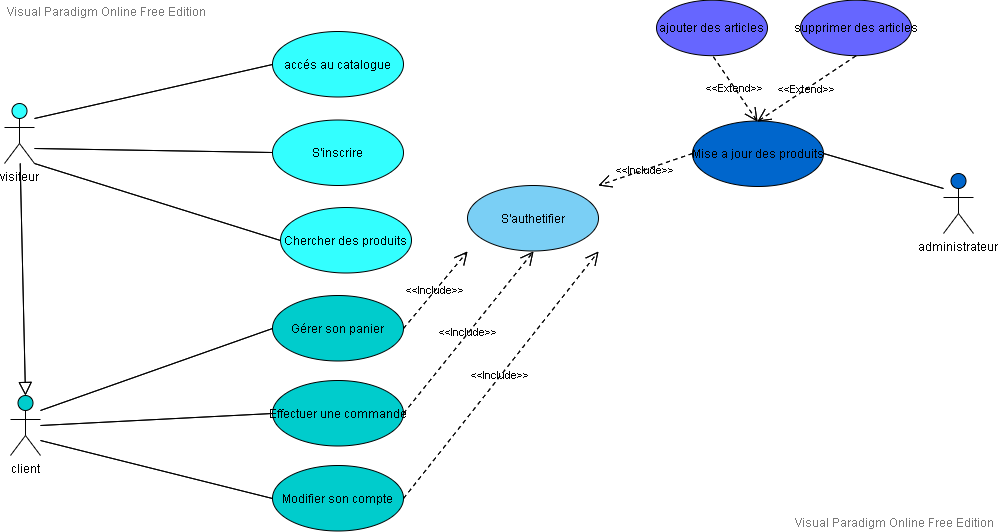 Visual Paradigm Online Free Edition
ajouter des articles
supprimer des articles
accés au catalogue
<<Extend>>
<<Extend>>
S'inscrire
Mise a jour des produits
visiteur
<<Include>>
S'authetifier
administrateur
Chercher des produits
<<Include>>
Gérer son panier
<<Include>>
<<Include>>
Effectuer une commande
client
Modifier son compte
Visual Paradigm Online Free Edition